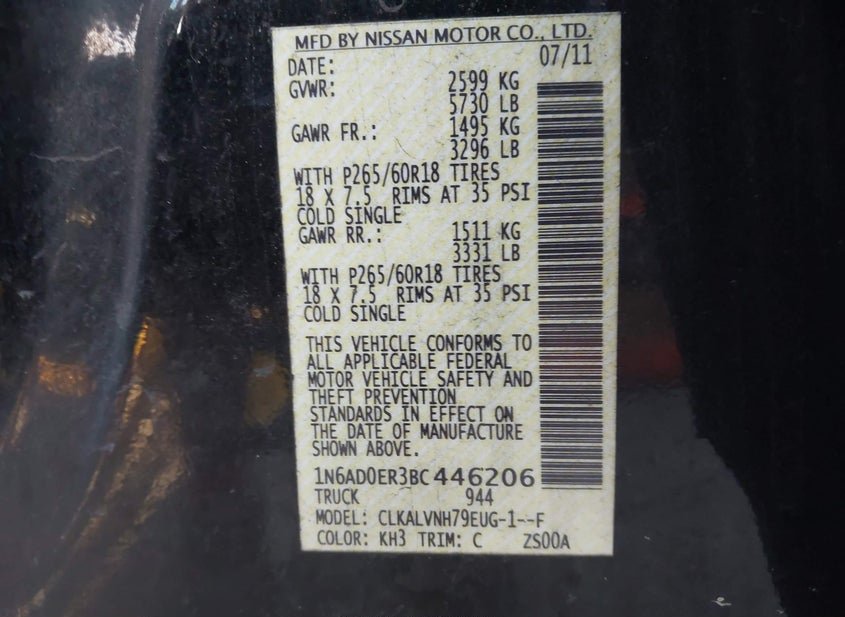 MFD BY NISSAN MOTOR CO., LTD.
DATE: 07/11
GVWR: 2599 KG
5730 LB
GAWR FR.: 1495 KG
3296 LB
WITH P265/60R18 TIRES
18 X 7.5 RIMS AT 35 PSI
COLD SINGLE
GAWR RR.: 1511 KG
3331 LB
WITH P265/60R18 TIRES
18 X 7.5 RIMS AT 35 PSI
COLD SINGLE
THIS VEHICLE CONFORMS TO
ALL APPLICABLE FEDERAL
MOTOR VEHICLE SAFETY AND
THEFT PREVENTION
STANDARDS IN EFFECT ON
THE DATE OF MANUFACTURE
SHOWN ABOVE.
1N6AD0ER3BC446206
TRUCK 944
MODEL: CLKALVNH79EUG-1--F
COLOR: KH3 TRIM: C ZS00A